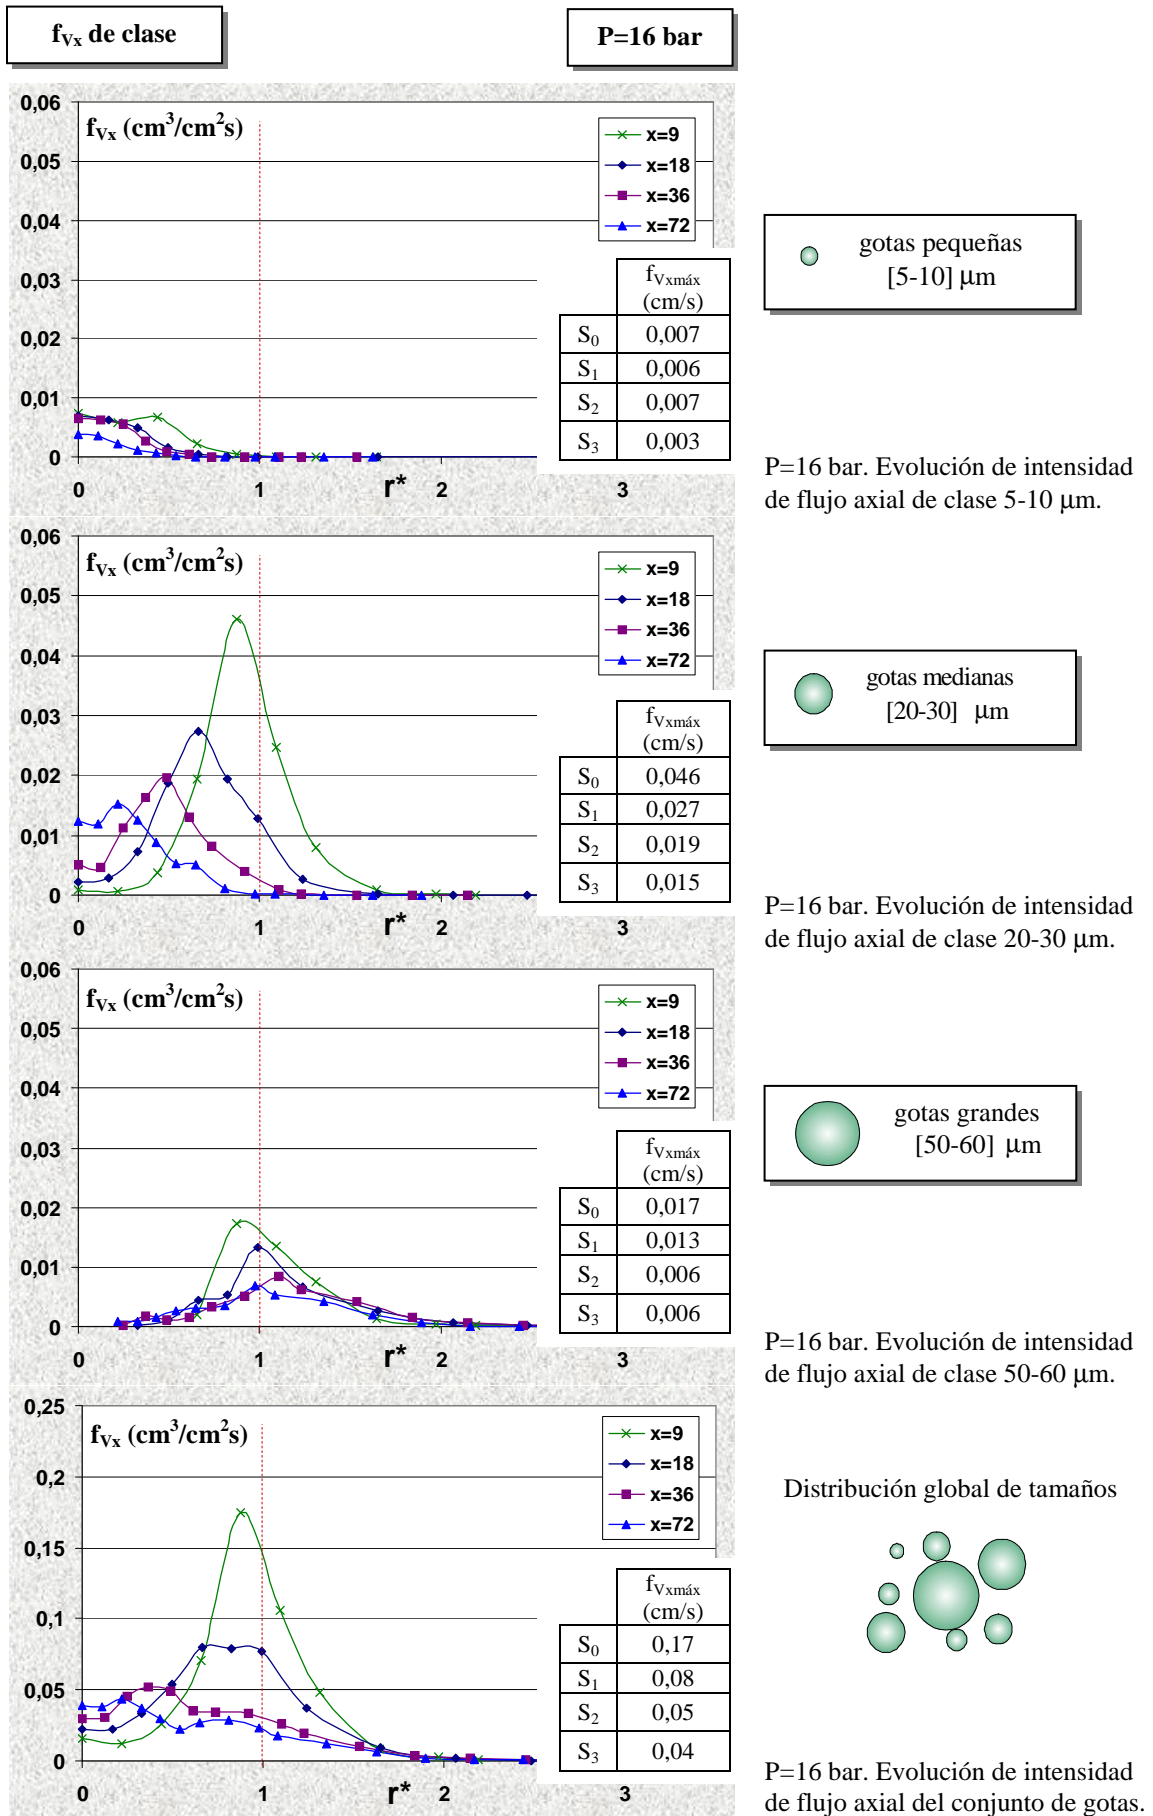 f_Vx de clase
P=16 bar
f_Vx (cm³/cm²s)
0,06
0,05
0,04
0,03
0,02
0,01
0
0 1 2 3
r*
x=9
x=18
x=36
x=72
f_Vxmáx
(cm/s)
S₀ 0,007
S₁ 0,006
S₂ 0,007
S₃ 0,003
gotas pequeñas
[5-10] µm
P=16 bar. Evolución de intensidad
de flujo axial de clase 5-10 µm.
f_Vx (cm³/cm²s)
0,06
0,05
0,04
0,03
0,02
0,01
0
0 1 2 3
r*
x=9
x=18
x=36
x=72
f_Vxmáx
(cm/s)
S₀ 0,046
S₁ 0,027
S₂ 0,019
S₃ 0,015
gotas medianas
[20-30] µm
P=16 bar. Evolución de intensidad
de flujo axial de clase 20-30 µm.
f_Vx (cm³/cm²s)
0,06
0,05
0,04
0,03
0,02
0,01
0
0 1 2 3
r*
x=9
x=18
x=36
x=72
f_Vxmáx
(cm/s)
S₀ 0,017
S₁ 0,013
S₂ 0,006
S₃ 0,006
gotas grandes
[50-60] µm
P=16 bar. Evolución de intensidad
de flujo axial de clase 50-60 µm.
f_Vx (cm³/cm²s)
0,25
0,2
0,15
0,1
0,05
0
0 1 2 3
r*
x=9
x=18
x=36
x=72
f_Vxmáx
(cm/s)
S₀ 0,17
S₁ 0,08
S₂ 0,05
S₃ 0,04
Distribución global de tamaños
P=16 bar. Evolución de intensidad
de flujo axial del conjunto de gotas.